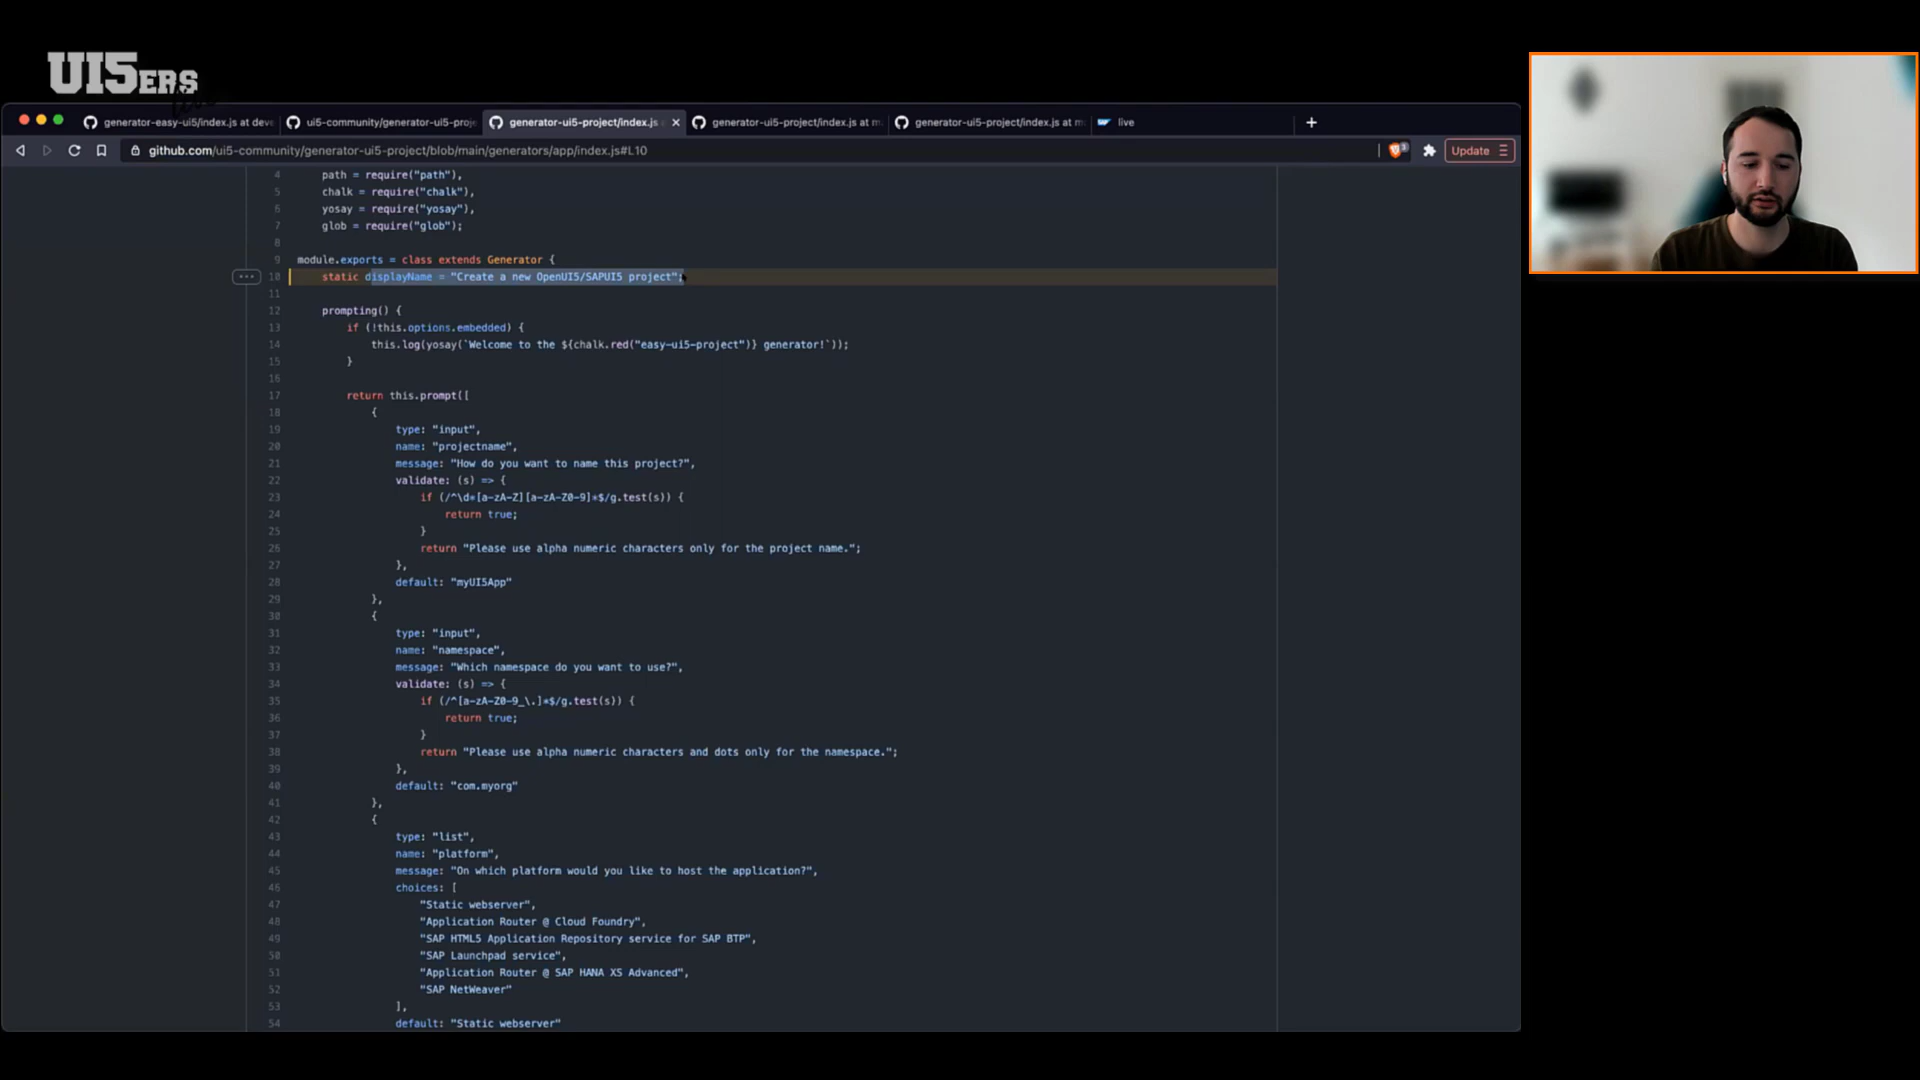 UI5ERS
live
generator-easy-ui5/index.js at deve
ui5-community/generator-ui5-proje
generator-ui5-project/index.js
generator-ui5-project/index.js at m
generator-ui5-project/index.js at m
live
github.com/ui5-community/generator-ui5-project/blob/main/generators/app/index.js#L10
3
Update
4 path = require("path"),
5 chalk = require("chalk"),
6 yosay = require("yosay"),
7 glob = require("glob");
8
9 module.exports = class extends Generator {
10 static displayName = "Create a new OpenUI5/SAPUI5 project";
11
12 prompting() {
13 if (!this.options.embedded) {
14 this.log(yosay(`Welcome to the ${chalk.red("easy-ui5-project")} generator!`));
15 }
16
17 return this.prompt([
18 {
19 type: "input",
20 name: "projectname",
21 message: "How do you want to name this project?",
22 validate: (s) => {
23 if (/^\d*[a-zA-Z][a-zA-Z0-9]*$/g.test(s)) {
24 return true;
25 }
26 return "Please use alpha numeric characters only for the project name.";
27 },
28 default: "myUI5App"
29 },
30 {
31 type: "input",
32 name: "namespace",
33 message: "Which namespace do you want to use?",
34 validate: (s) => {
35 if (/^[a-zA-Z0-9_\.]*$/g.test(s)) {
36 return true;
37 }
38 return "Please use alpha numeric characters and dots only for the namespace.";
39 },
40 default: "com.myorg"
41 },
42 {
43 type: "list",
44 name: "platform",
45 message: "On which platform would you like to host the application?",
46 choices: [
47 "Static webserver",
48 "Application Router @ Cloud Foundry",
49 "SAP HTML5 Application Repository service for SAP BTP",
50 "SAP Launchpad service",
51 "Application Router @ SAP HANA XS Advanced",
52 "SAP NetWeaver"
53 ],
54 default: "Static webserver"